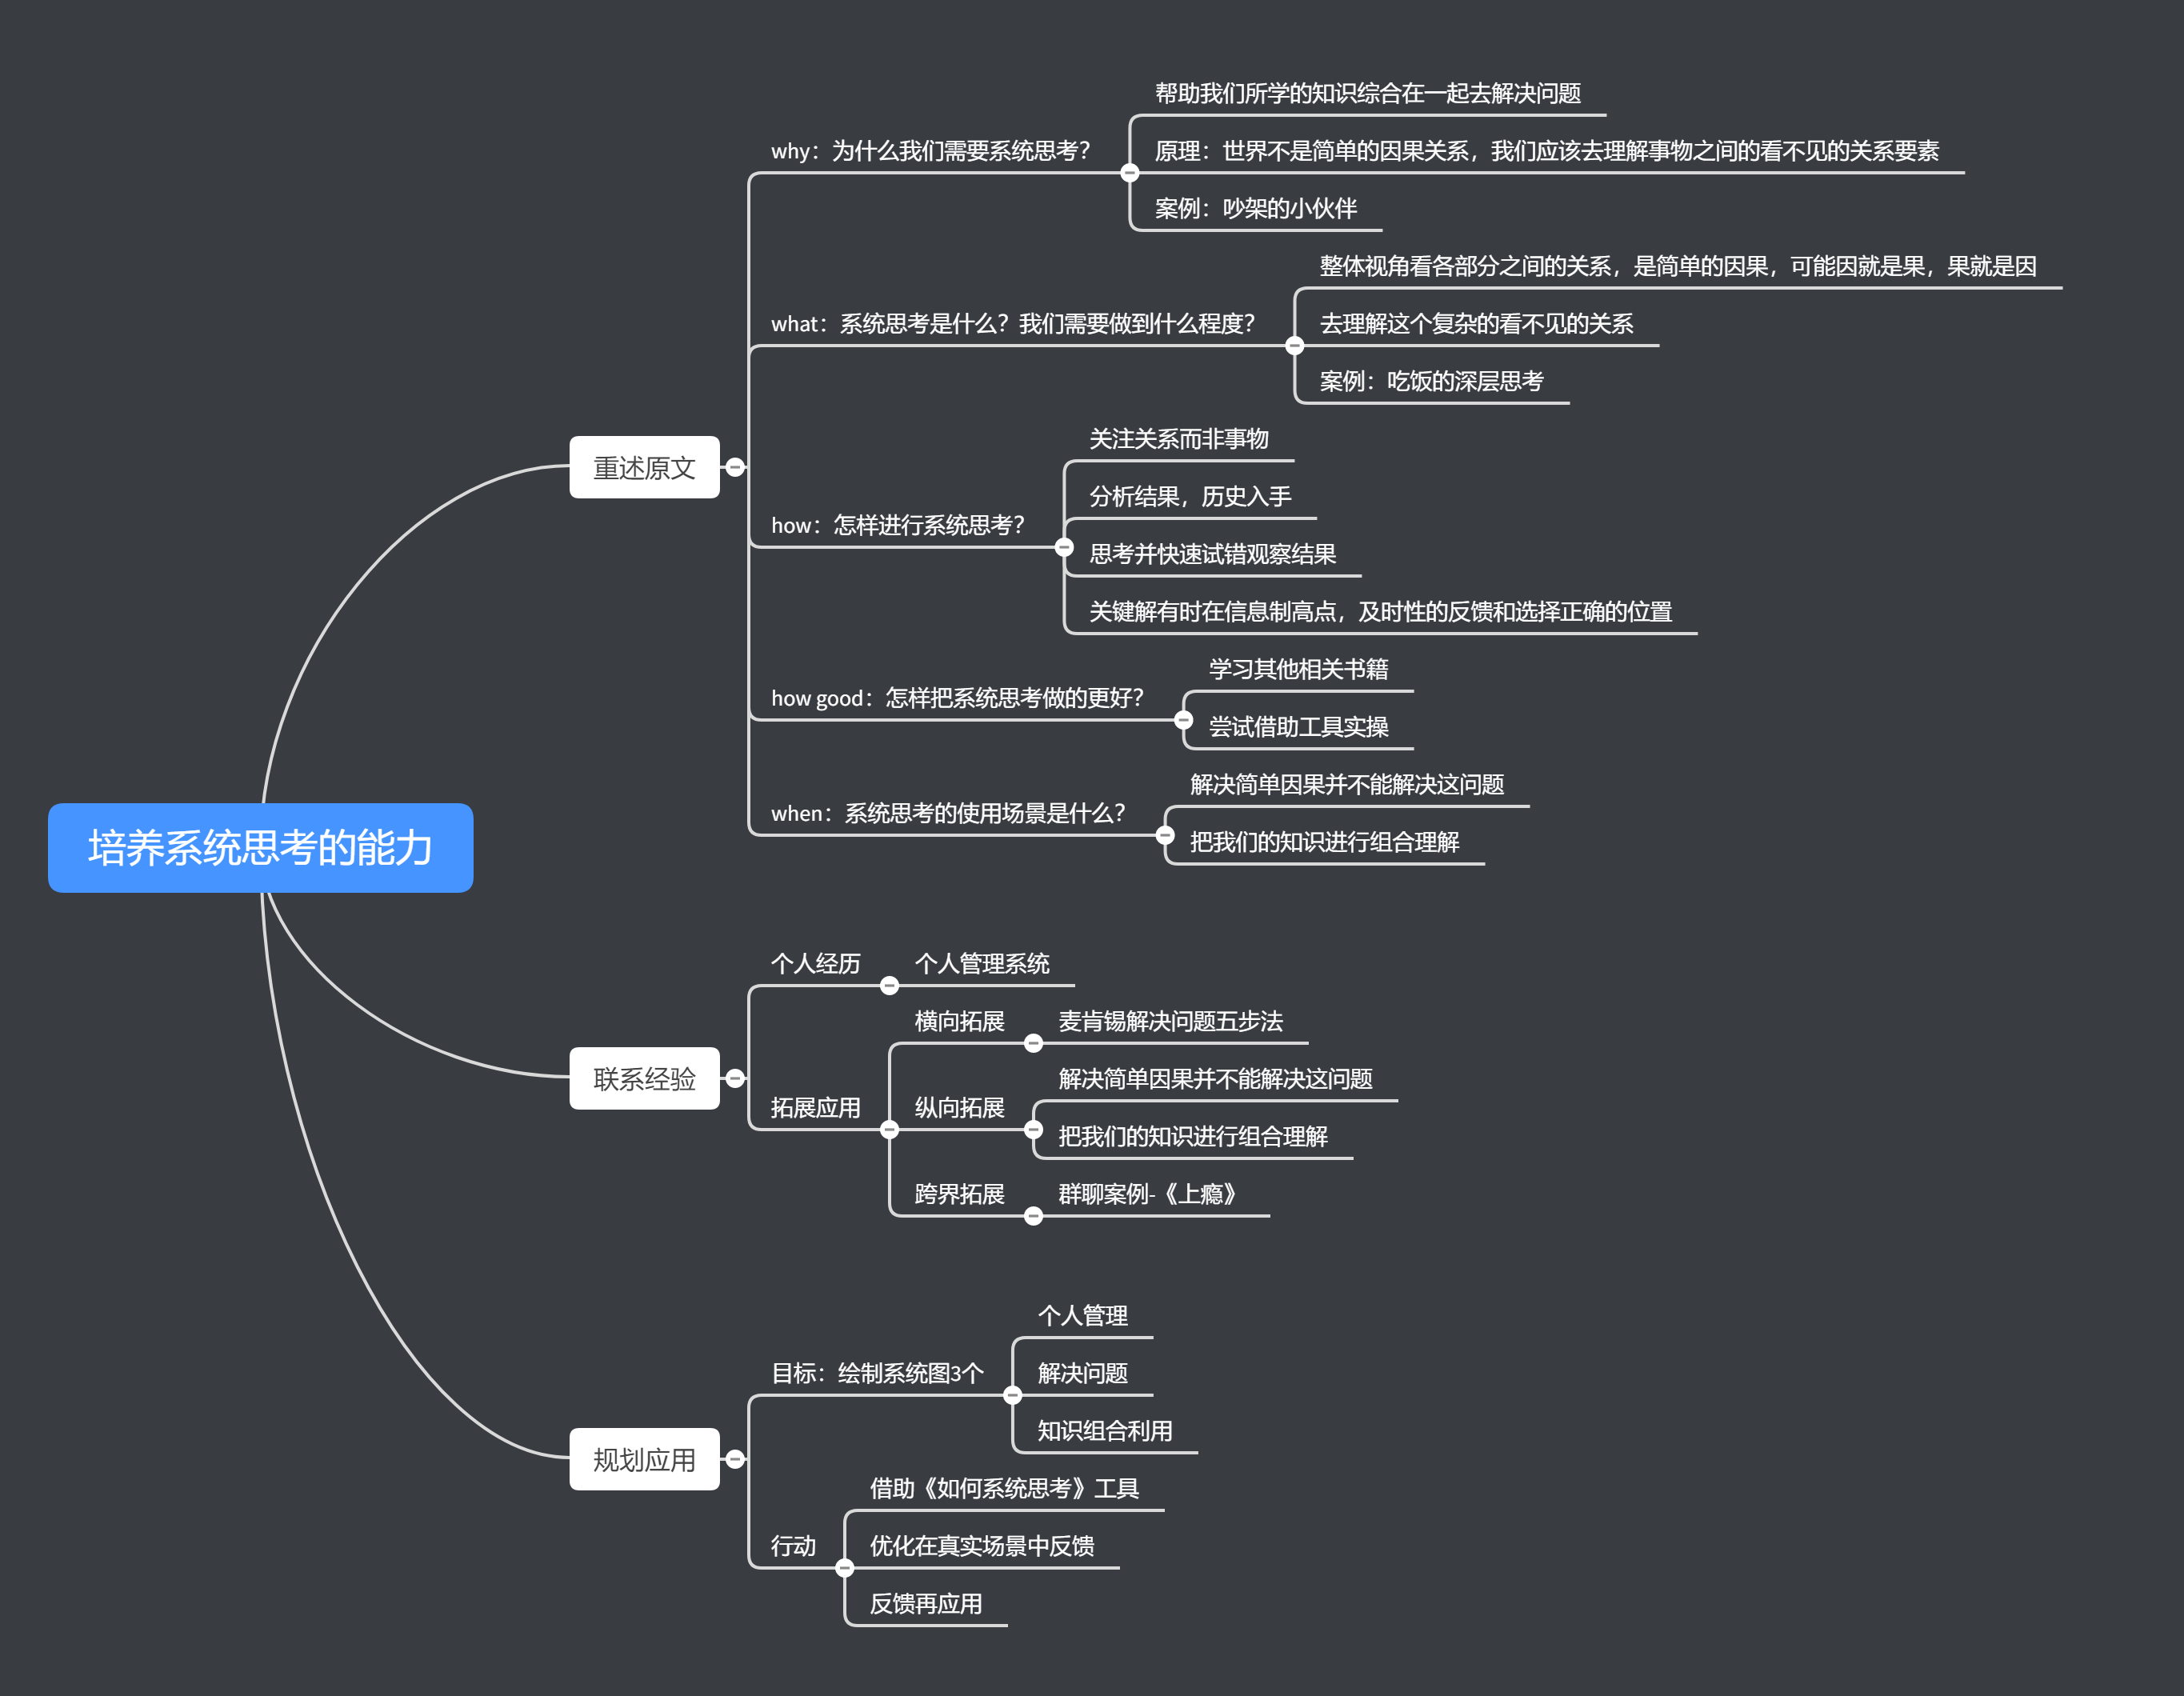 培养系统思考的能力
重述原文
why：为什么我们需要系统思考？
帮助我们所学的知识综合在一起去解决问题
原理：世界不是简单的因果关系，我们应该去理解事物之间的看不见的关系要素
案例：吵架的小伙伴
what：系统思考是什么？我们需要做到什么程度？
整体视角看各部分之间的关系，是简单的因果，可能因就是果，果就是因
去理解这个复杂的看不见的关系
案例：吃饭的深层思考
how：怎样进行系统思考？
关注关系而非事物
分析结果，历史入手
思考并快速试错观察结果
关键解有时在信息制高点，及时性的反馈和选择正确的位置
how good：怎样把系统思考做的更好？
学习其他相关书籍
尝试借助工具实操
when：系统思考的使用场景是什么？
解决简单因果并不能解决这问题
把我们的知识进行组合理解
联系经验
个人经历
个人管理系统
拓展应用
横向拓展
麦肯锡解决问题五步法
纵向拓展
解决简单因果并不能解决这问题
把我们的知识进行组合理解
跨界拓展
群聊案例-《上瘾》
规划应用
目标：绘制系统图3个
个人管理
解决问题
知识组合利用
行动
借助《如何系统思考》工具
优化在真实场景中反馈
反馈再应用